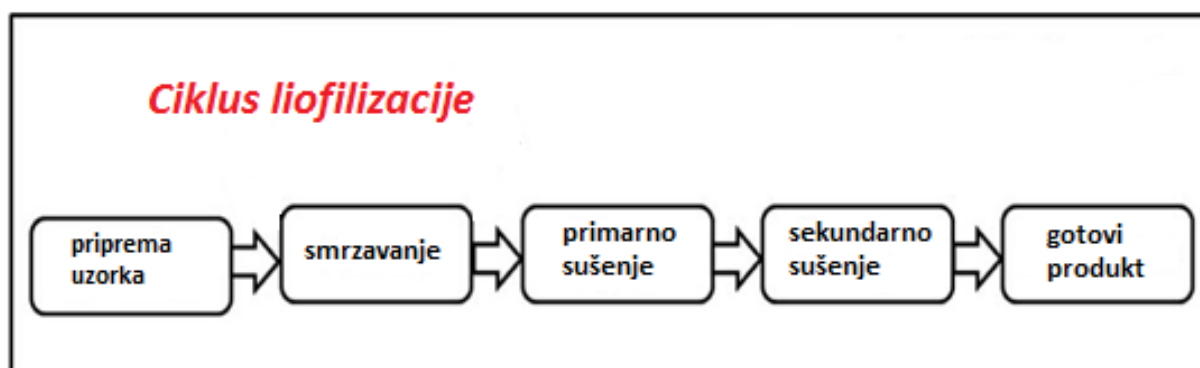 Ciklus liofilizacije
priprema
uzorka
smrzavanje
primarno
sušenje
sekundarno
sušenje
gotovi
produkt